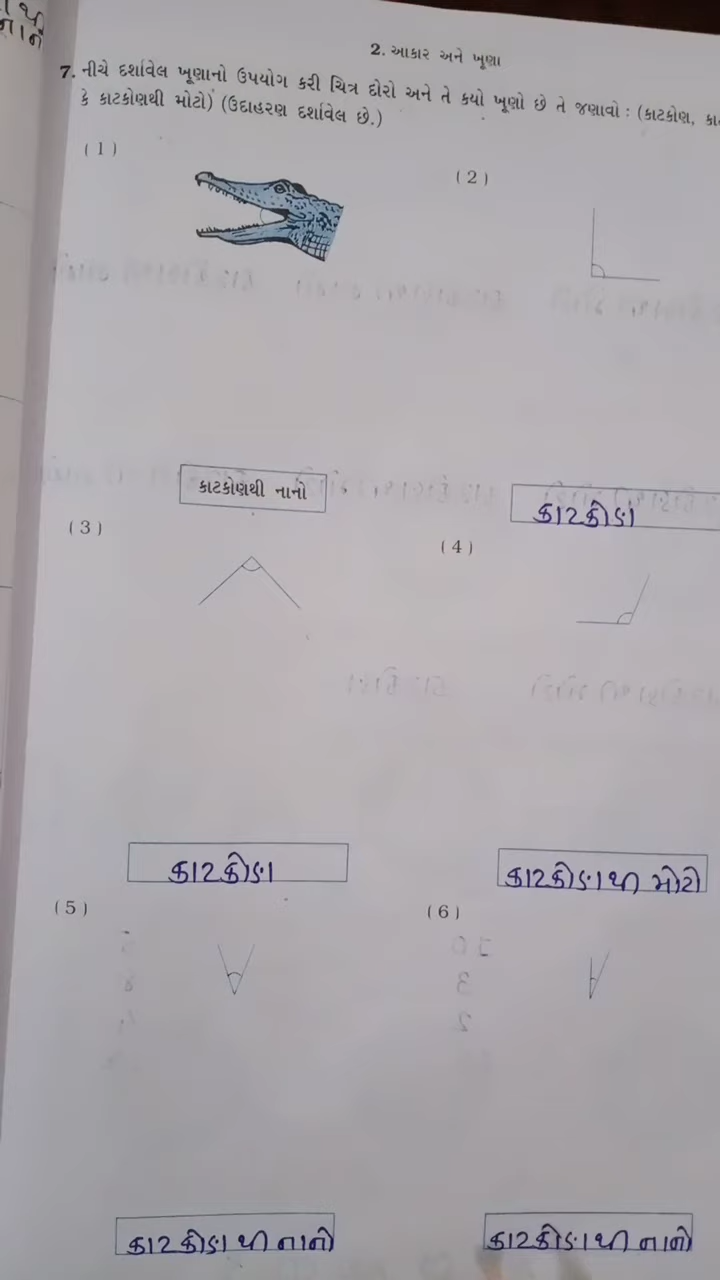 2. આકાર અને ખૂણા
7. નીચે દર્શાવેલ ખૂણાનો ઉપયોગ કરી ચિત્ર દોરો અને તે કયો ખૂણો છે તે જણાવો : (કાટકોણ,
કે કાટકોણથી મોટો) (ઉદાહરણ દર્શાવેલ છે.)
(1)
(2)
કાટકોણથી નાનો
કાટકોણ
(3)
(4)
કાટકોણ
કાટકોણથી મોટો
(5)
(6)
કાટકોણથી નાનો
કાટકોણથી નાનો